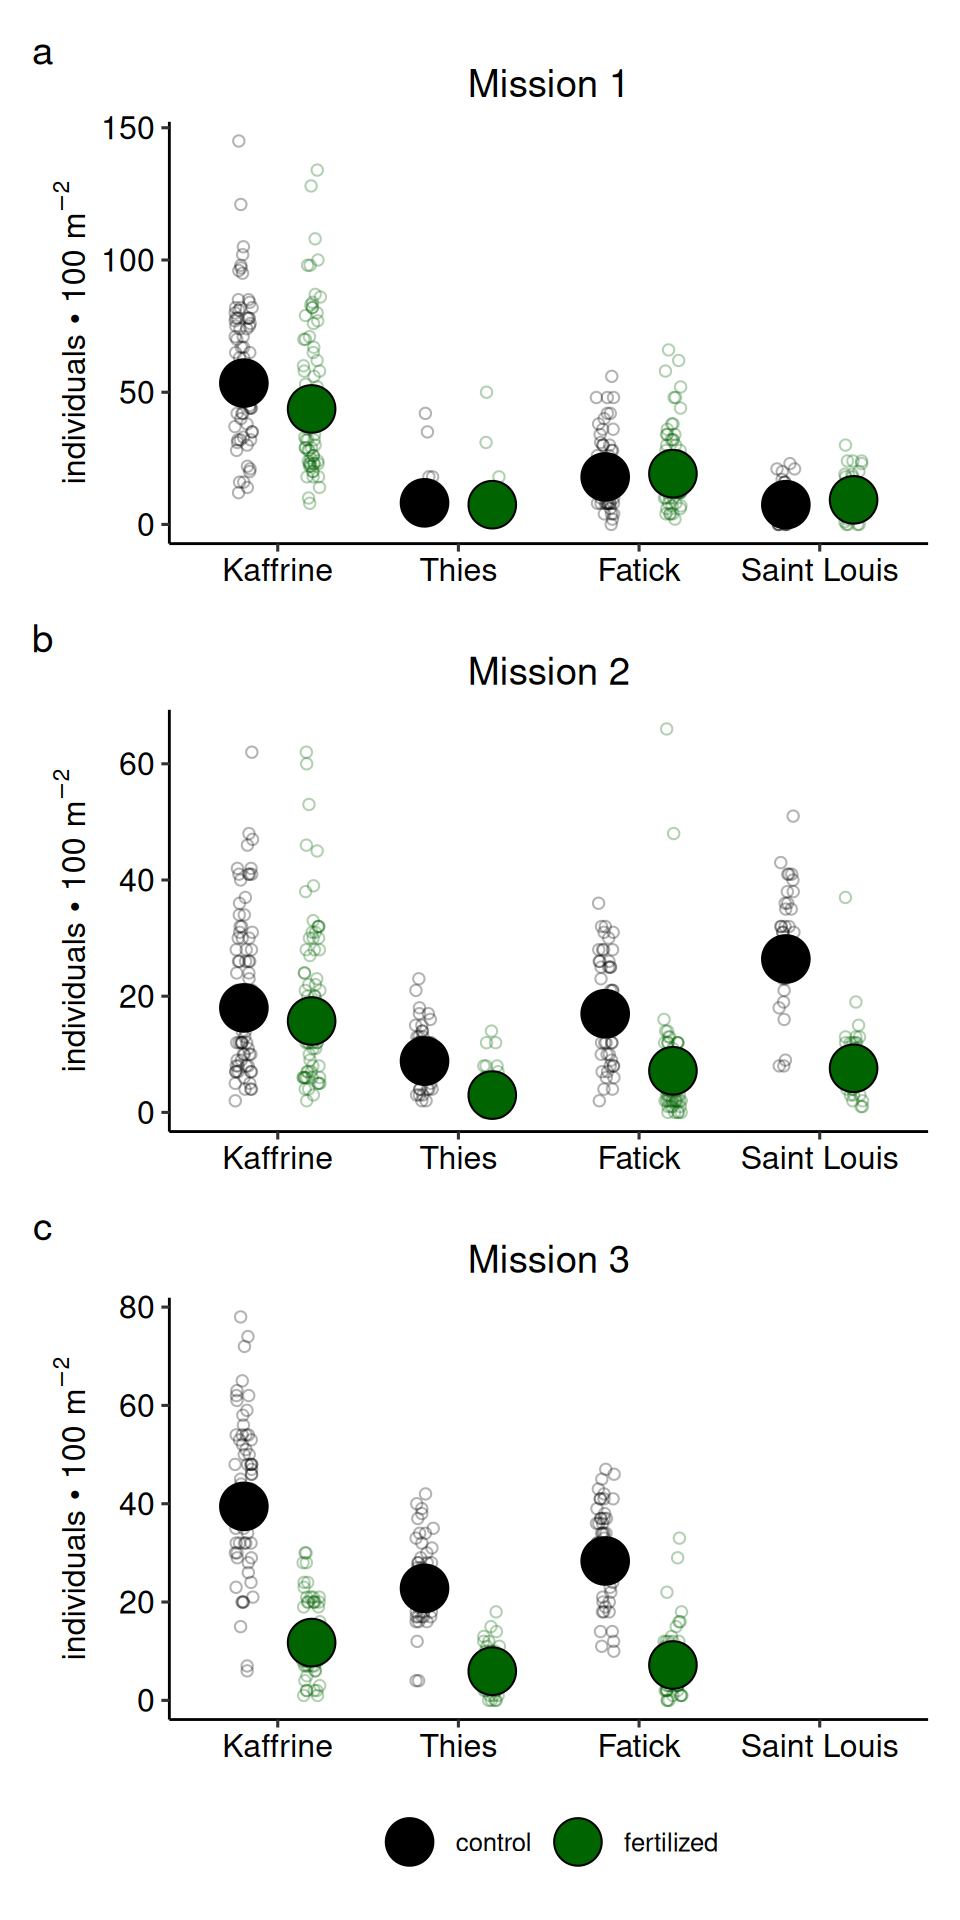 a
Mission 1
individuals • 100 m⁻²
150
100
50
0
Kaffrine Thies Fatick Saint Louis
b
Mission 2
individuals • 100 m⁻²
60
40
20
0
Kaffrine Thies Fatick Saint Louis
c
Mission 3
individuals • 100 m⁻²
80
60
40
20
0
Kaffrine Thies Fatick Saint Louis
control fertilized